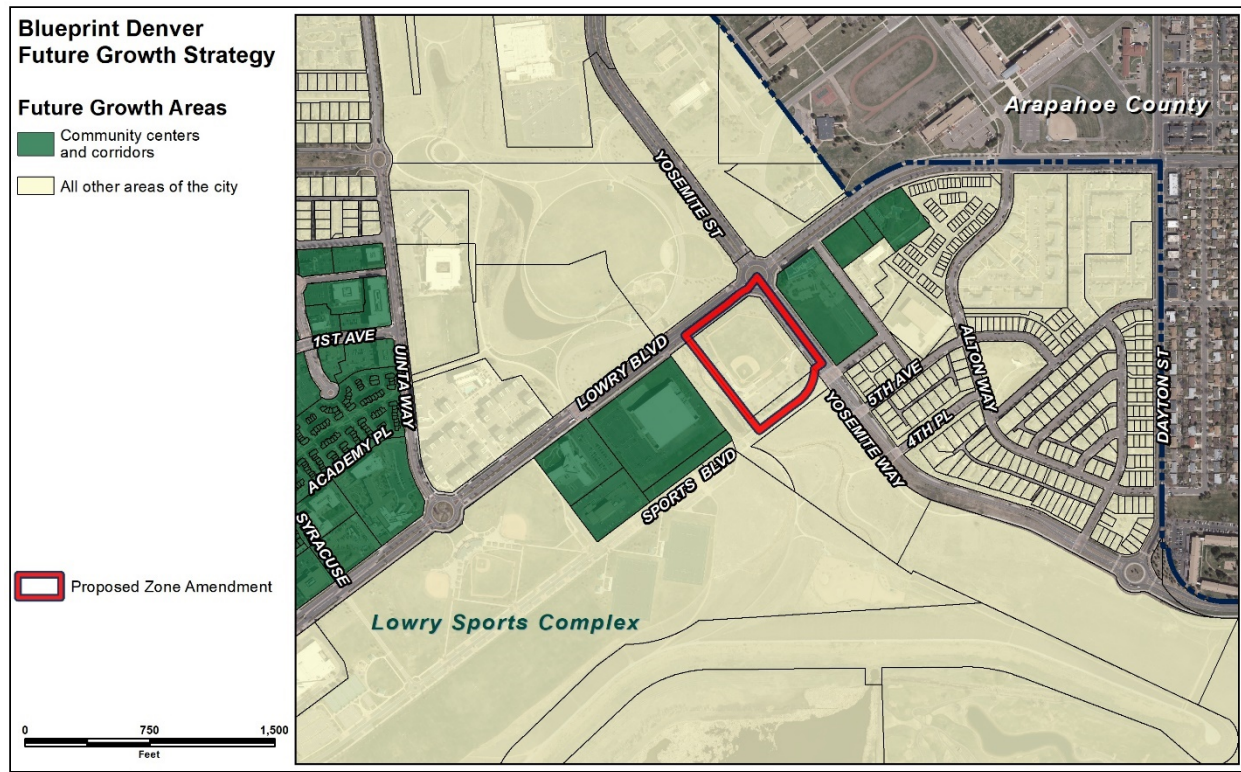 Blueprint Denver
Future Growth Strategy
Future Growth Areas
Community centers
and corridors
All other areas of the city
Proposed Zone Amendment
0 750 1,500
Feet
Arapahoe County
YOSEMITE ST
1ST AVE
UINTA WAY
LOWRY BLVD
ACADEMY PL
SYRACUSE
SPORTS BLVD
YOSEMITE WAY
5TH AVE
4TH PL
ALTON WAY
DAYTON ST
Lowry Sports Complex